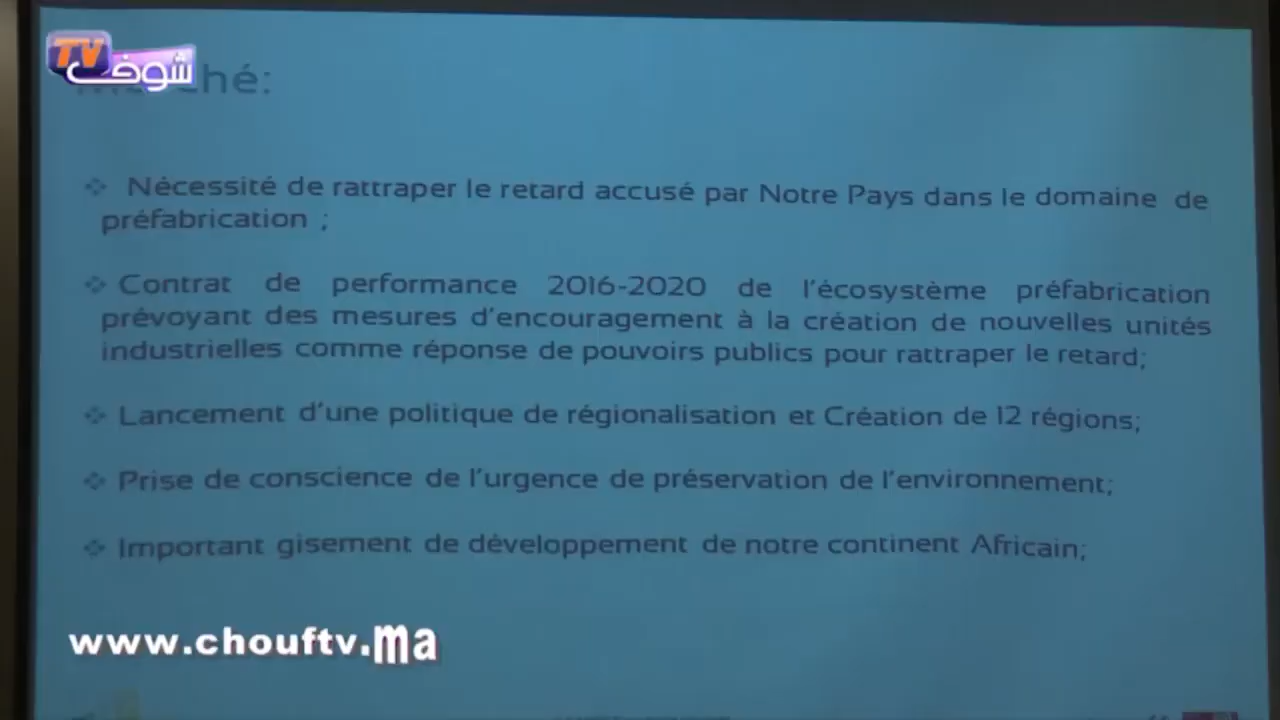 TV شوف
ché:
Nécessité de rattraper le retard accusé par Notre Pays dans le domaine de
préfabrication ;
Contrat de performance 2016-2020 de l'écosystème préfabrication
prévoyant des mesures d'encouragement à la création de nouvelles unités
industrielles comme réponse de pouvoirs publics pour rattraper le retard;
Lancement d'une politique de régionalisation et Création de 12 régions;
Prise de conscience de l'urgence de préservation de l'environnement;
Important gisement de développement de notre continent Africain;
www.chouftv.ma